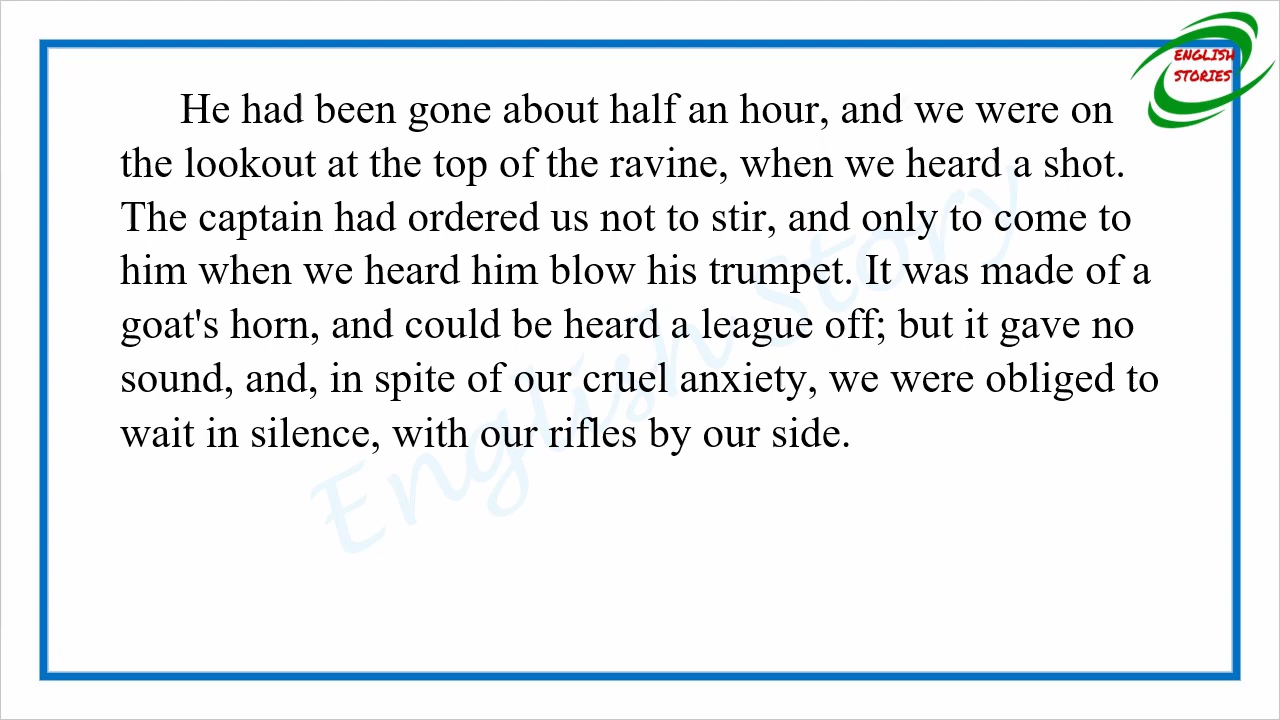 ENGLISH
STORIES
He had been gone about half an hour, and we were on
the lookout at the top of the ravine, when we heard a shot.
The captain had ordered us not to stir, and only to come to
him when we heard him blow his trumpet. It was made of a
goat's horn, and could be heard a league off; but it gave no
sound, and, in spite of our cruel anxiety, we were obliged to
wait in silence, with our rifles by our side.
English Story